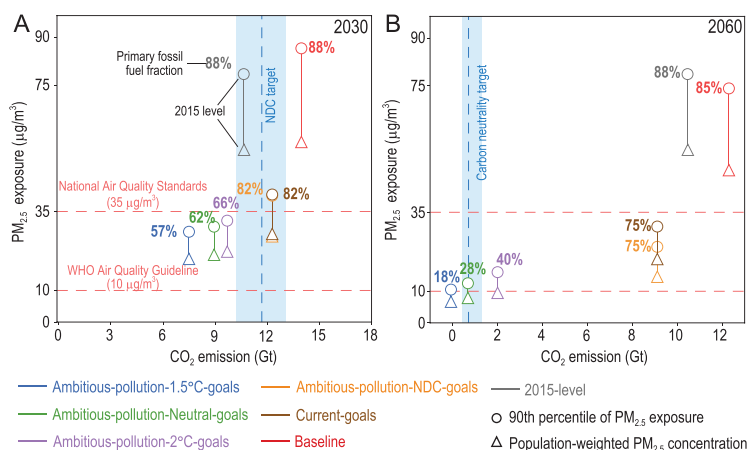 A
2030
90
75
35
10
0
PM2.5 exposure (μg/m³)
Primary fossil
fuel fraction
88%
2015 level
88%
NDC target
National Air Quality Standards
(35 μg/m³)
82%
82%
66%
62%
57%
WHO Air Quality Guideline
(10 μg/m³)
0
3
6
9
12
15
18
CO2 emission (Gt)
B
2060
90
75
35
10
0
PM2.5 exposure (μg/m³)
Carbon neutrality target
88%
85%
75%
75%
40%
28%
18%
0
2
4
6
8
10
12
CO2 emission (Gt)
Ambitious-pollution-1.5°C-goals
Ambitious-pollution-NDC-goals
2015-level
Ambitious-pollution-Neutral-goals
Current-goals
90th percentile of PM2.5 exposure
Ambitious-pollution-2°C-goals
Baseline
Population-weighted PM2.5 concentration